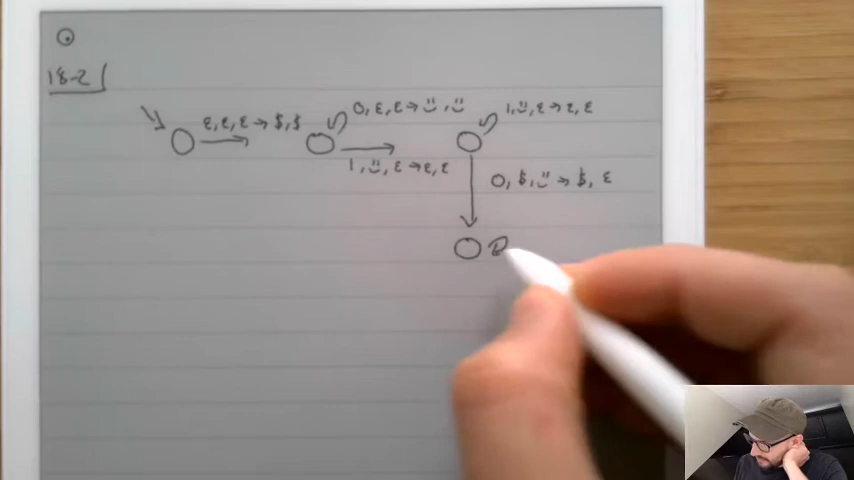 18-2
ε, ε, ε → $, $
0, ε, ε → ü, ü
1, ü, ε → ε, ε
1, ü, ε → ε, ε
0, $, ü → $, ε